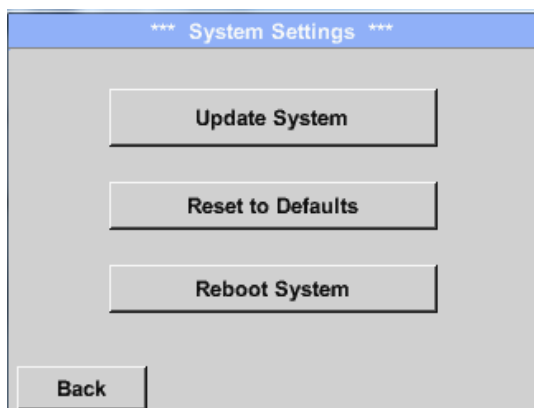 *** System Settings ***
Update System
Reset to Defaults
Reboot System
Back